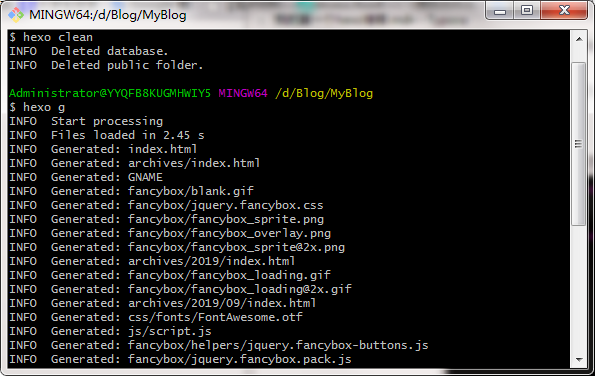 MINGW64:/d/Blog/MyBlog
$ hexo clean
INFO  Deleted database.
INFO  Deleted public folder.
Administrator@YYQFB8KUGMHWIY5 MINGW64 /d/Blog/MyBlog
$ hexo g
INFO  Start processing
INFO  Files loaded in 2.45 s
INFO  Generated: index.html
INFO  Generated: archives/index.html
INFO  Generated: GNAME
INFO  Generated: fancybox/blank.gif
INFO  Generated: fancybox/jquery.fancybox.css
INFO  Generated: fancybox/fancybox_sprite.png
INFO  Generated: fancybox/fancybox_overlay.png
INFO  Generated: fancybox/fancybox_sprite@2x.png
INFO  Generated: archives/2019/index.html
INFO  Generated: fancybox/fancybox_loading.gif
INFO  Generated: fancybox/fancybox_loading@2x.gif
INFO  Generated: archives/2019/09/index.html
INFO  Generated: css/fonts/FontAwesome.otf
INFO  Generated: js/script.js
INFO  Generated: fancybox/helpers/jquery.fancybox-buttons.js
INFO  Generated: fancybox/jquery.fancybox.pack.js